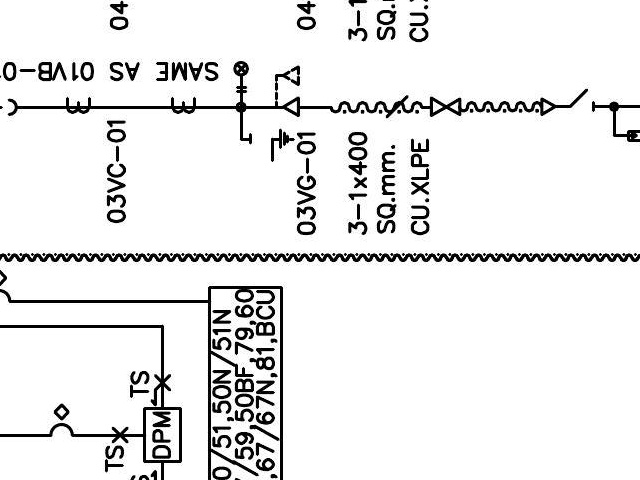 04
04
3-1
SQ.
CU.
SAME AS 01VB-0
03VC-01
03VG-01
3-1x400
SQ.mm.
CU.XLPE
TS
DPM
TS
0/51,50N/51N
/59,50BF,79,60
,67/67N,81,BCU